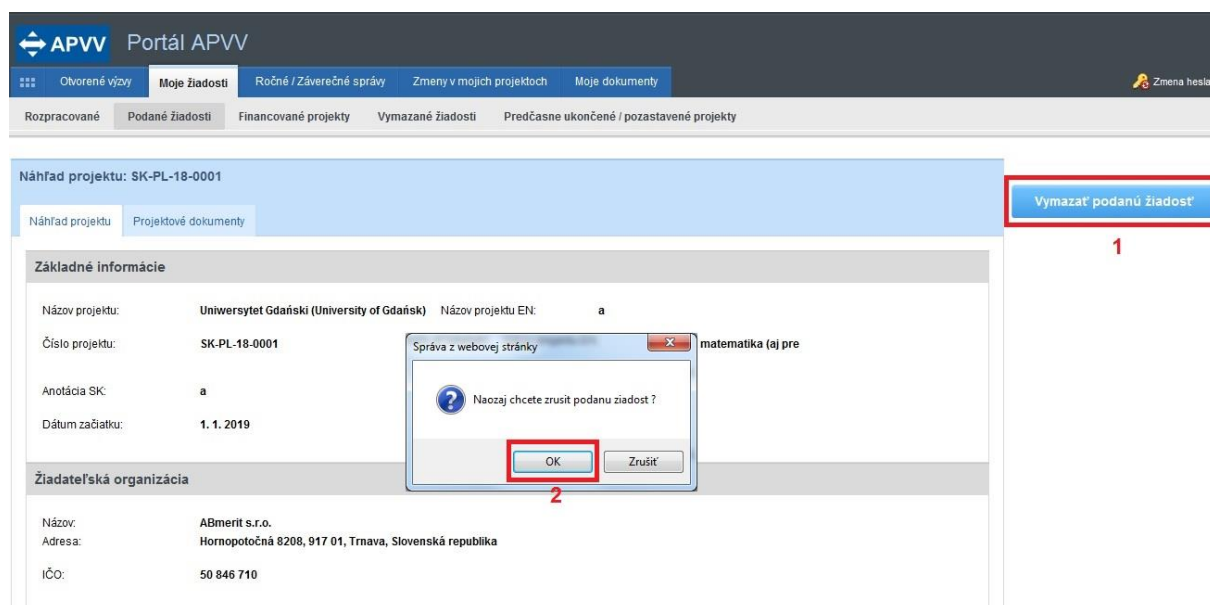 APVV Portál APVV
Otvorené výzvy Moje žiadosti Ročné / Záverečné správy Zmeny v mojich projektoch Moje dokumenty Zmena hesla
Rozpracované Podané žiadosti Financované projekty Vymazané žiadosti Predčasne ukončené / pozastavené projekty
Náhľad projektu: SK-PL-18-0001
Vymazať podanú žiadosť
Náhľad projektu Projektové dokumenty
1
Základné informácie
Názov projektu: Uniwersytet Gdański (University of Gdańsk) Názov projektu EN: a
Číslo projektu: SK-PL-18-0001 matematika (aj pre
Správa z webovej stránky
Anotácia SK: a
Naozaj chcete zrusit podanu ziadost ?
Dátum začiatku: 1. 1. 2019
OK Zrušiť
2
Žiadateľská organizácia
Názov: ABmerit s.r.o.
Adresa: Hornopotočná 8208, 917 01, Trnava, Slovenská republika
IČO: 50 846 710